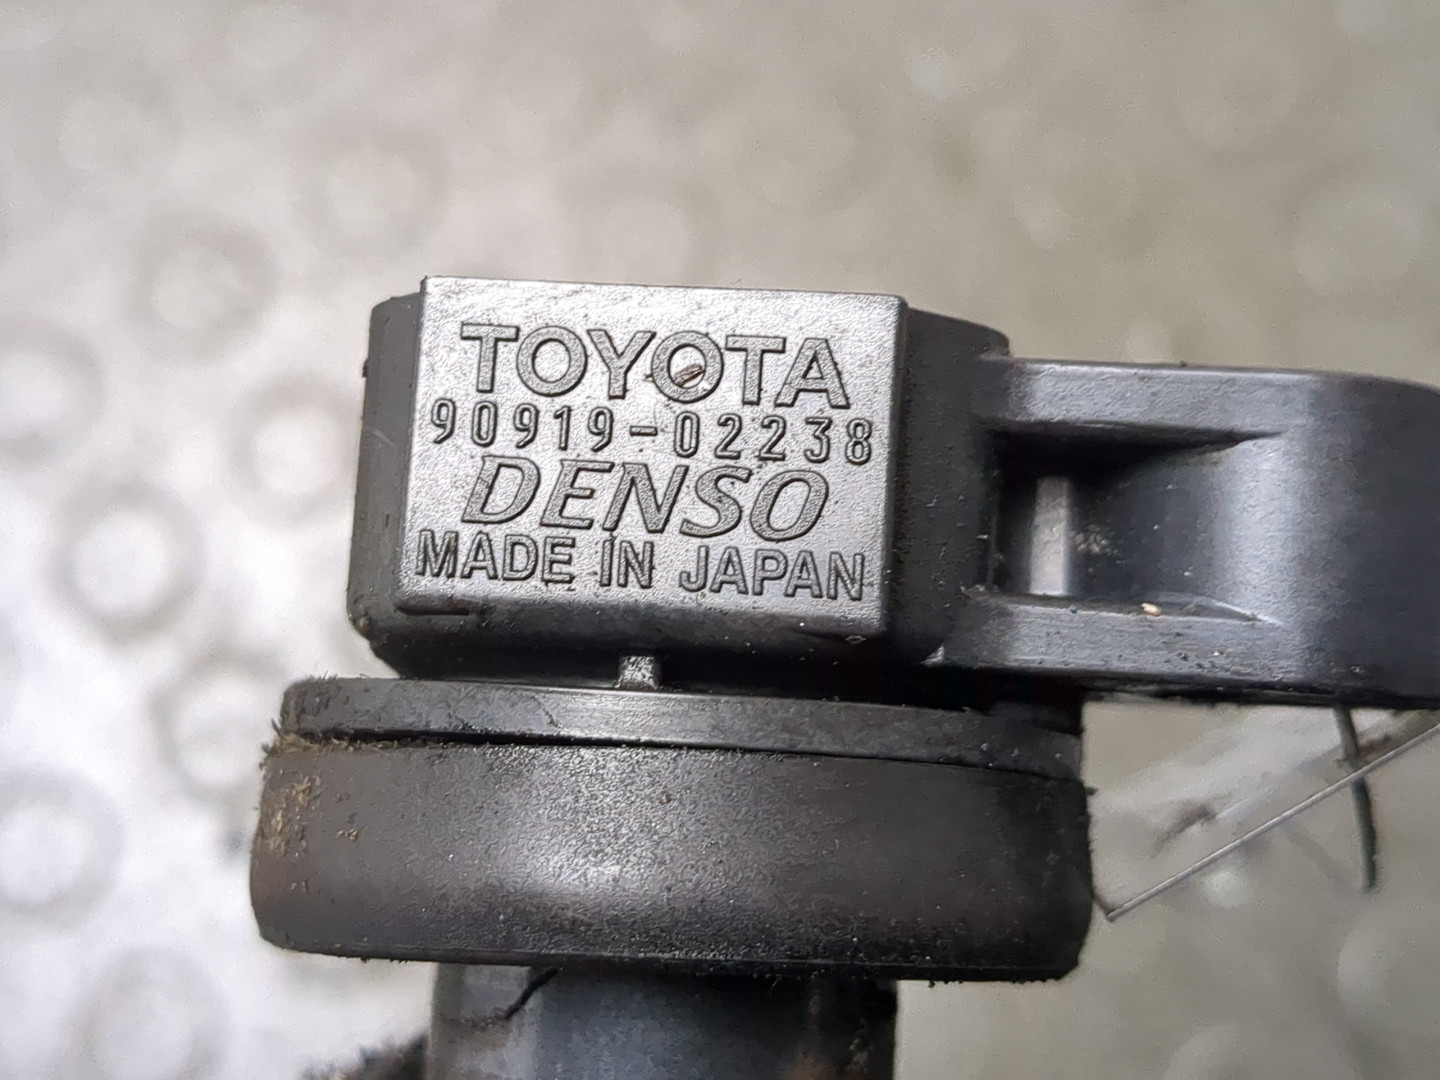 TOYOTA
90919-02238
DENSO
MADE IN JAPAN